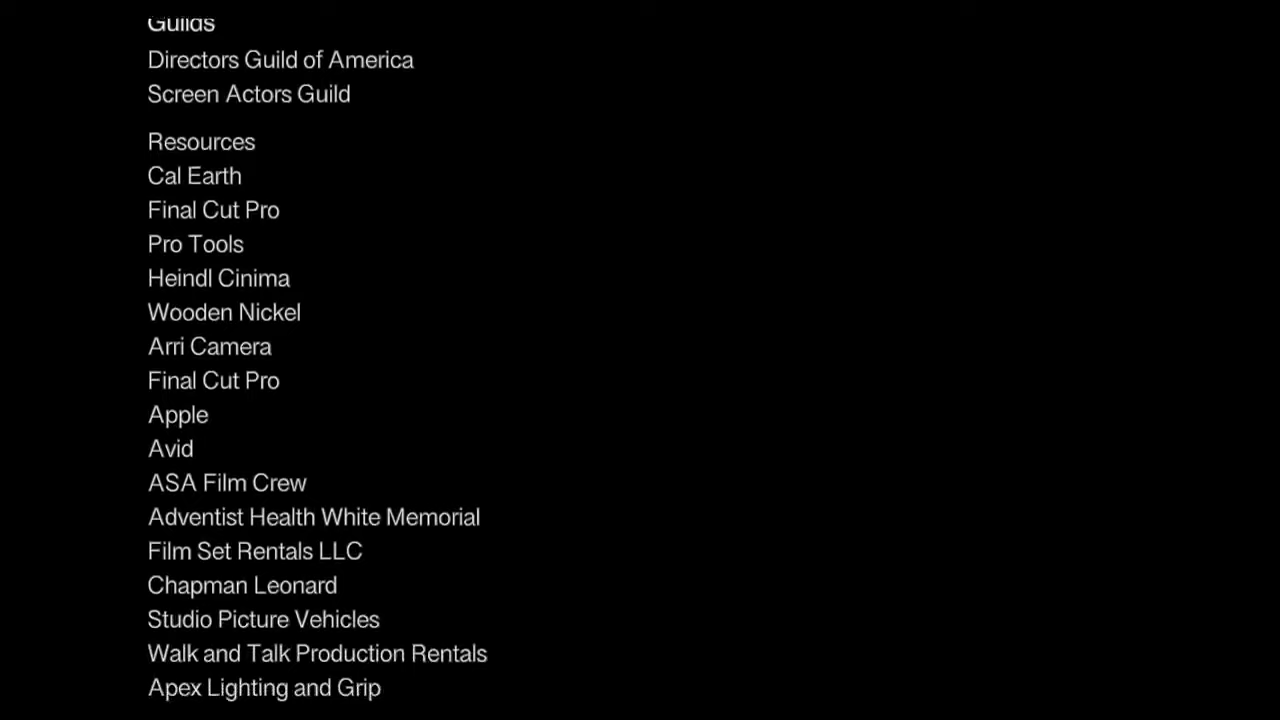 Guilds
Directors Guild of America
Screen Actors Guild
Resources
Cal Earth
Final Cut Pro
Pro Tools
Heindl Cinima
Wooden Nickel
Arri Camera
Final Cut Pro
Apple
Avid
ASA Film Crew
Adventist Health White Memorial
Film Set Rentals LLC
Chapman Leonard
Studio Picture Vehicles
Walk and Talk Production Rentals
Apex Lighting and Grip